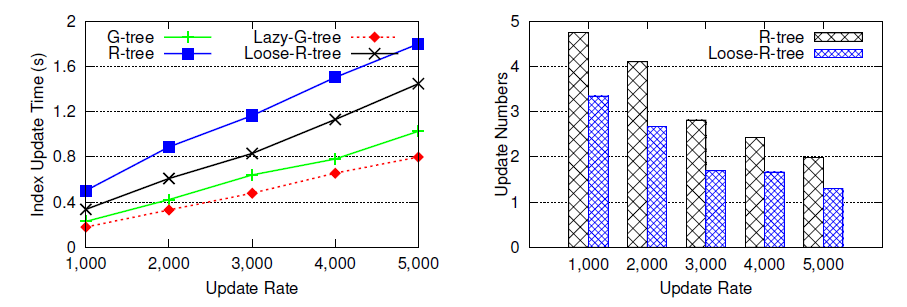 2
1.6
1.2
0.8
0.4
0
Index Update Time (s)
G-tree
R-tree
Lazy-G-tree
Loose-R-tree
1,000 2,000 3,000 4,000 5,000
Update Rate
5
4
3
2
1
0
Update Numbers
R-tree
Loose-R-tree
1,000 2,000 3,000 4,000 5,000
Update Rate